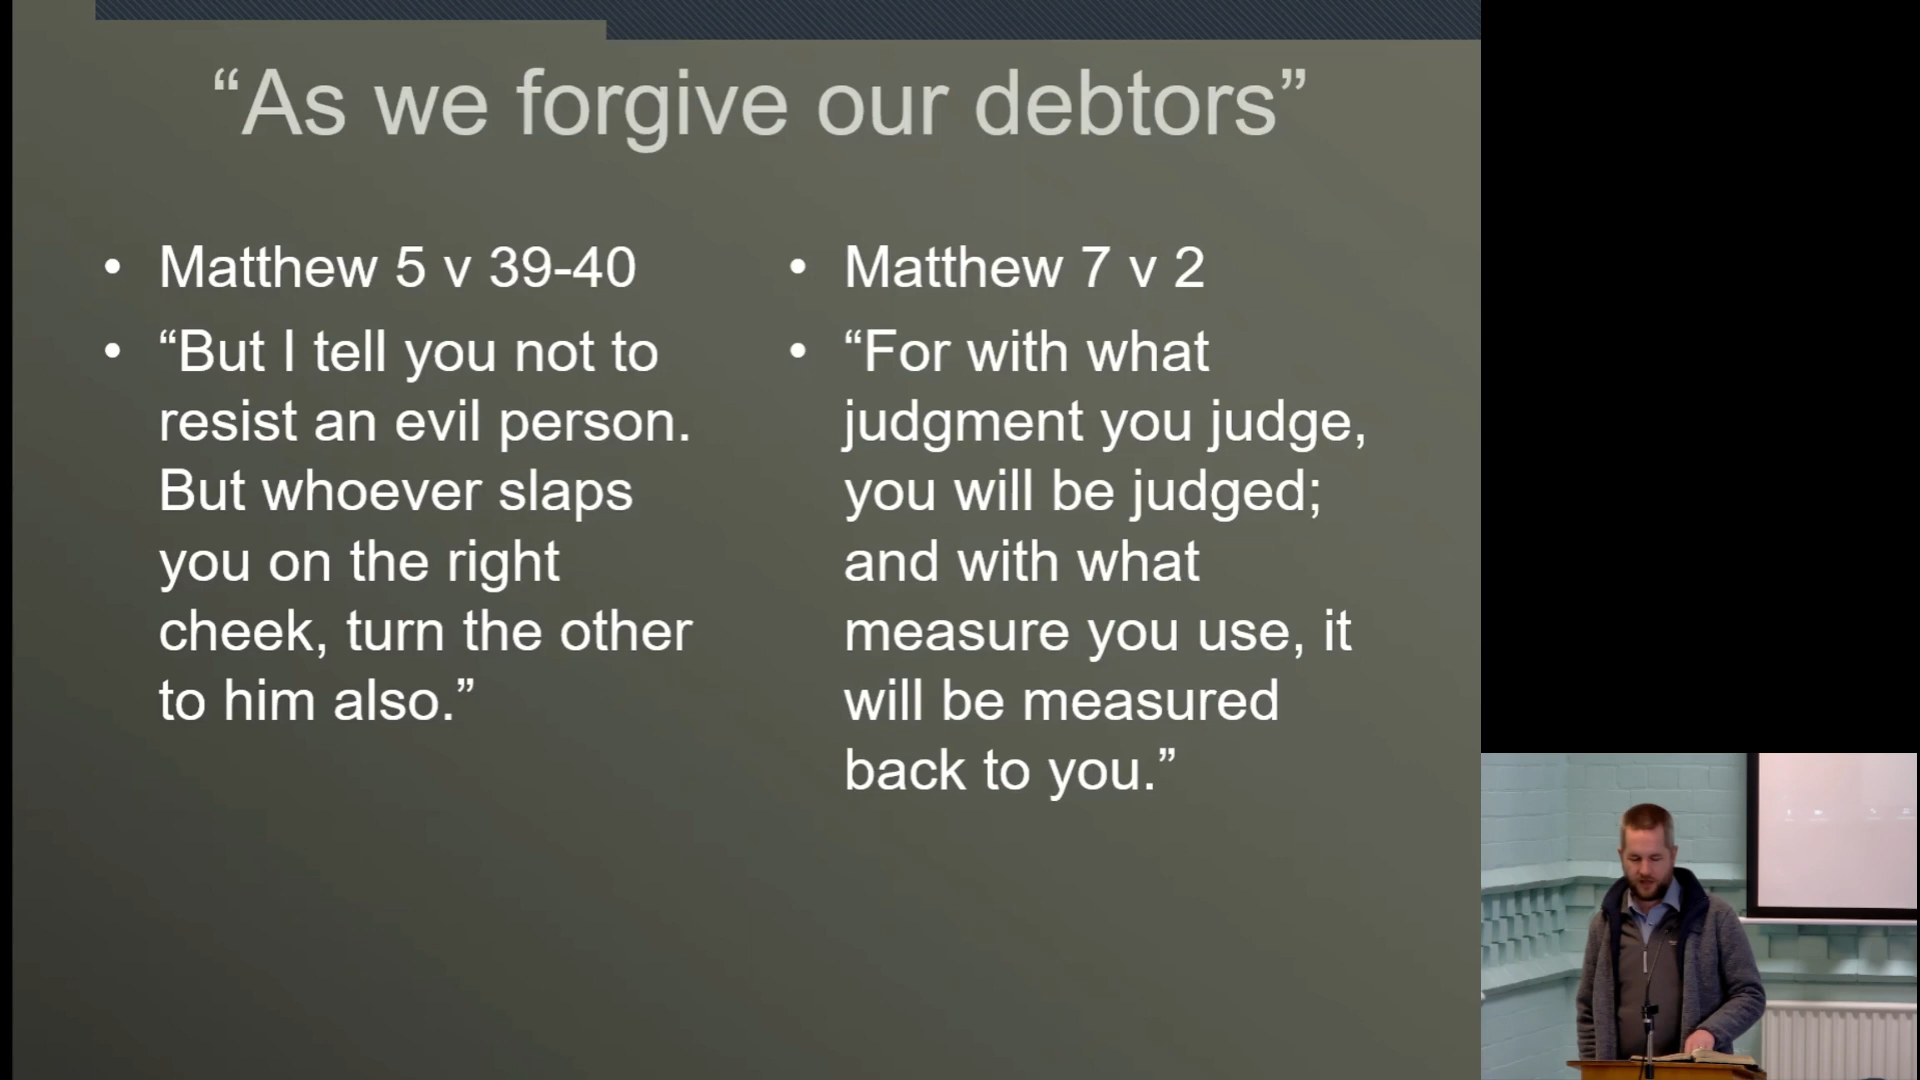 “As we forgive our debtors”
• Matthew 5 v 39-40
• “But I tell you not to
resist an evil person.
But whoever slaps
you on the right
cheek, turn the other
to him also.”
• Matthew 7 v 2
• “For with what
judgment you judge,
you will be judged;
and with what
measure you use, it
will be measured
back to you.”